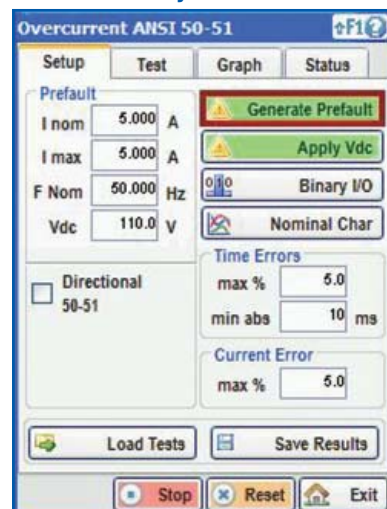 Overcurrent ANSI 50-51
F1
Setup Test Graph Status
Prefault
I nom 5.000 A
I max 5.000 A
F Nom 50.000 Hz
Vdc 110.0 V
Generate Prefault
Apply Vdc
010 Binary I/O
Nominal Char
Directional
50-51
Time Errors
max % 5.0
min abs 10 ms
Current Error
max % 5.0
Load Tests Save Results
Stop Reset Exit